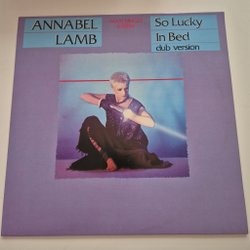 ANNABEL
LAMB
So Lucky
In Bed
dub version